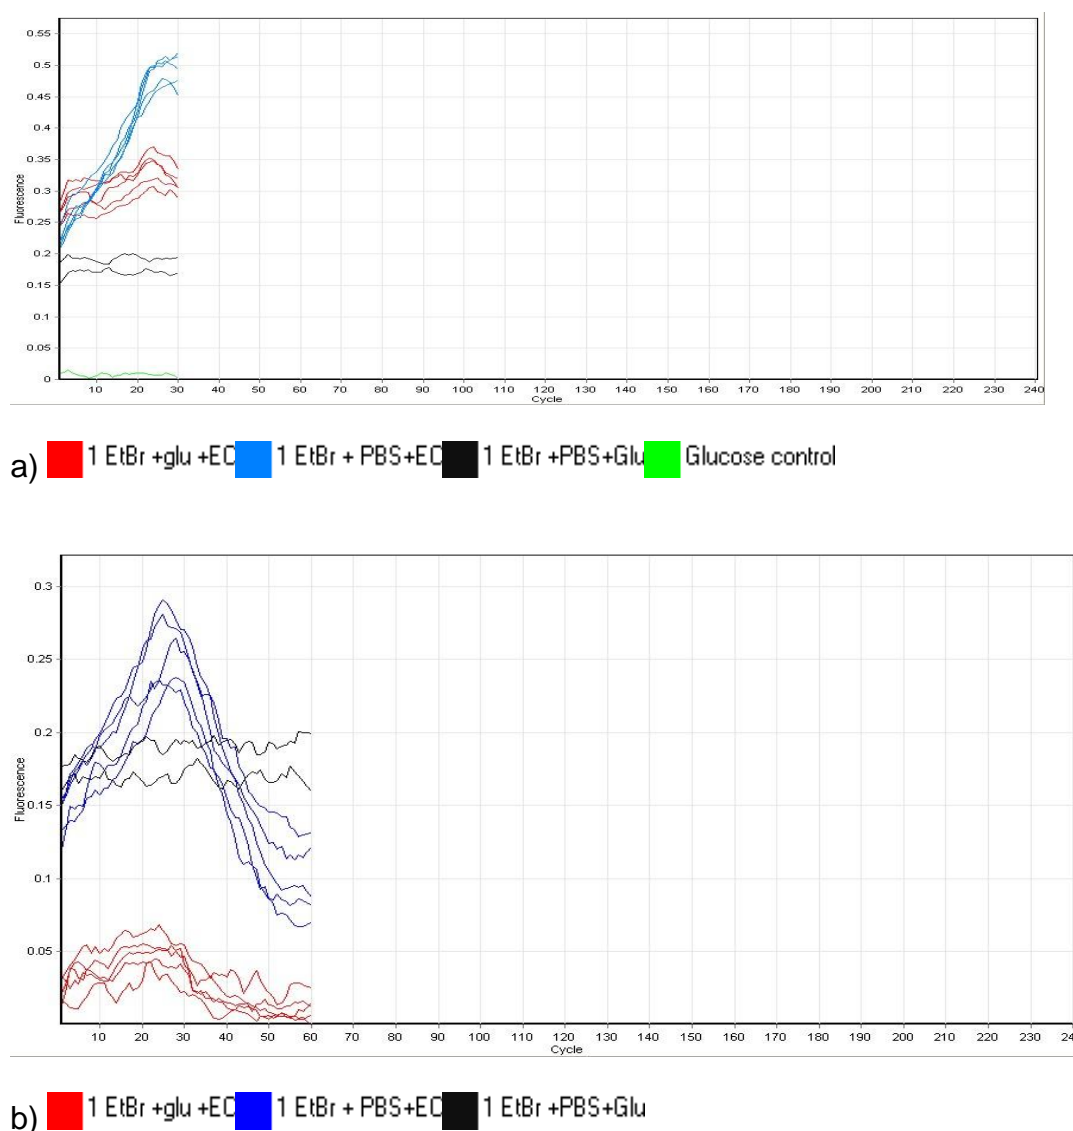 0.55
0.5
0.45
0.4
0.35
0.3
0.25
0.2
0.15
0.1
0.05
0
Fluorescence
10 20 30 40 50 60 70 80 90 100 110 120 130 140 150 160 170 180 190 200 210 220 230 240
Cycle
a) 1 EtBr +glu +EC 1 EtBr + PBS+EC 1 EtBr +PBS+Glu Glucose control
0.3
0.25
0.2
0.15
0.1
0.05
Fluorescence
10 20 30 40 50 60 70 80 90 100 110 120 130 140 150 160 170 180 190 200 210 220 230 240
Cycle
b) 1 EtBr +glu +EC 1 EtBr + PBS+EC 1 EtBr +PBS+Glu